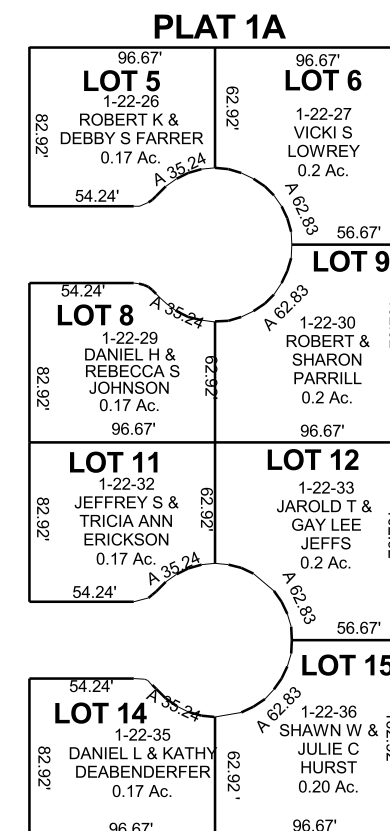 PLAT 1A
96.67'
LOT 5
1-22-26
ROBERT K &
DEBBY S FARRER
0.17 Ac.
82.92'
62.92'
54.24'
A 35.24
96.67'
LOT 6
1-22-27
VICKI S
LOWREY
0.2 Ac.
A 62.83
56.67'
54.24'
A 35.24
LOT 8
1-22-29
DANIEL H &
REBECCA S
JOHNSON
0.17 Ac.
82.92'
62.92'
96.67'
LOT 9
A 62.83
1-22-30
ROBERT &
SHARON
PARRILL
0.2 Ac.
96.67'
LOT 11
1-22-32
JEFFREY S &
TRICIA ANN
ERICKSON
0.17 Ac.
82.92'
62.92'
54.24'
A 35.24
LOT 12
1-22-33
JAROLD T &
GAY LEE
JEFFS
0.2 Ac.
A 62.83
56.67'
54.24'
A 35.24
LOT 14
1-22-35
DANIEL L & KATHY
DEABENDERFER
0.17 Ac.
82.92'
62.92'
96.67'
LOT 15
A 62.83
1-22-36
SHAWN W &
JULIE C
HURST
0.20 Ac.
96.67'